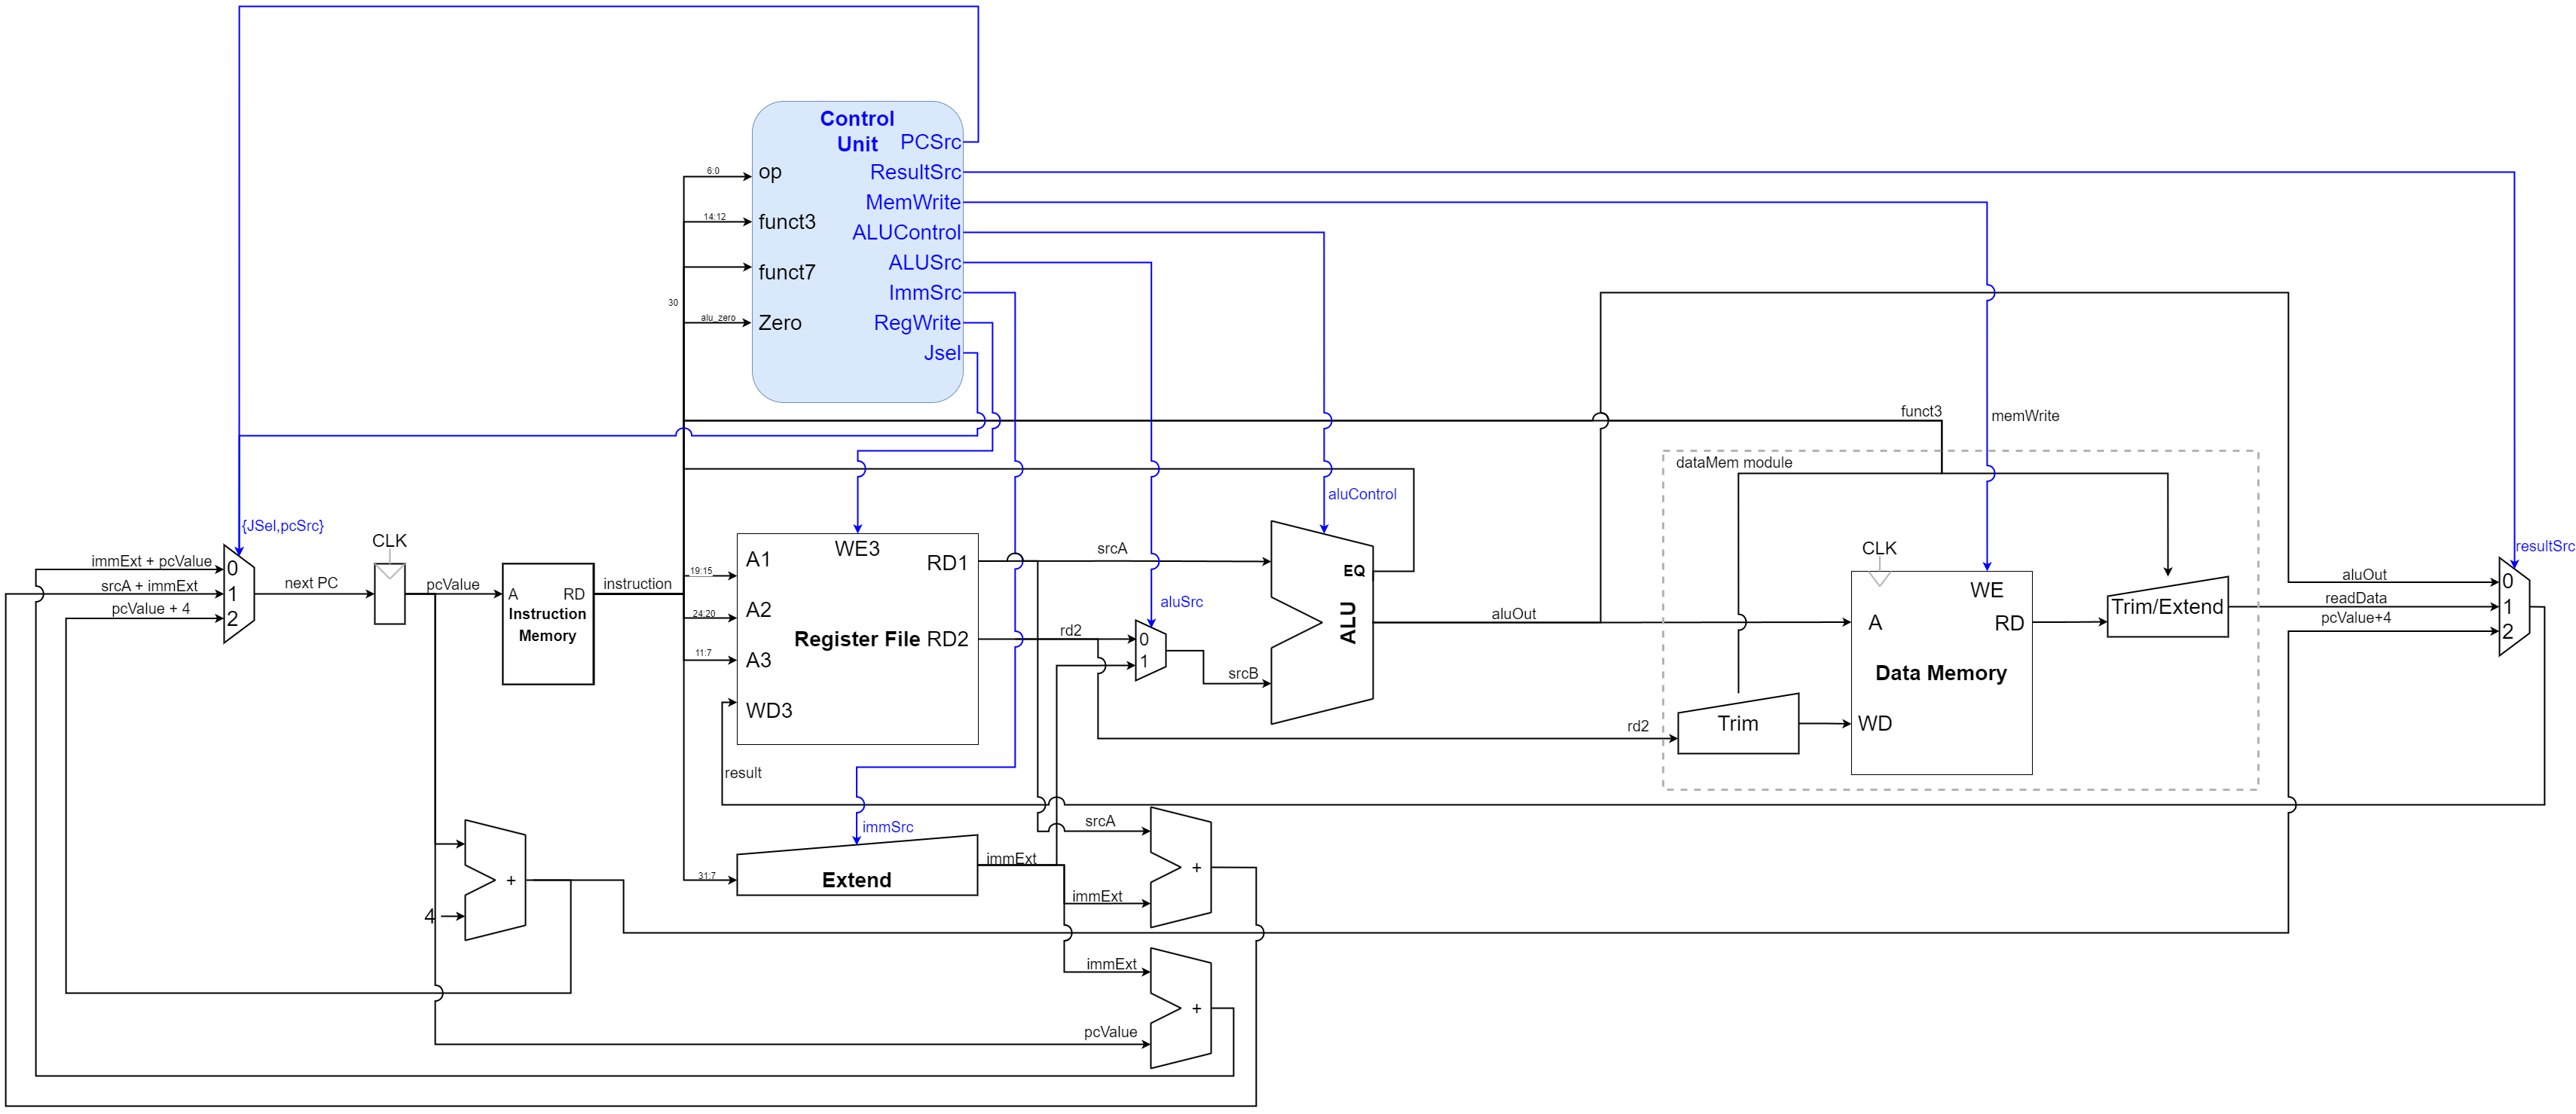 Control
Unit
PCSrc
ResultSrc
MemWrite
ALUControl
ALUSrc
ImmSrc
RegWrite
Jsel
op
funct3
funct7
Zero
6:0
14:12
30
alu_zero
funct3
memWrite
dataMem module
{JSel,pcSrc}
immExt + pcValue
srcA + immExt
pcValue + 4
0
1
2
next PC
CLK
pcValue
A
RD
Instruction
Memory
instruction
19:15
24:20
11:7
31:7
WE3
A1
A2
A3
WD3
RD1
RD2
Register File
result
srcA
rd2
aluSrc
0
1
srcB
aluControl
EQ
ALU
aluOut
rd2
Trim
CLK
WE
A
RD
Data Memory
WD
Trim/Extend
aluOut
readData
pcValue+4
resultSrc
0
1
2
immSrc
Extend
immExt
srcA
immExt
+
4
+
immExt
pcValue
+